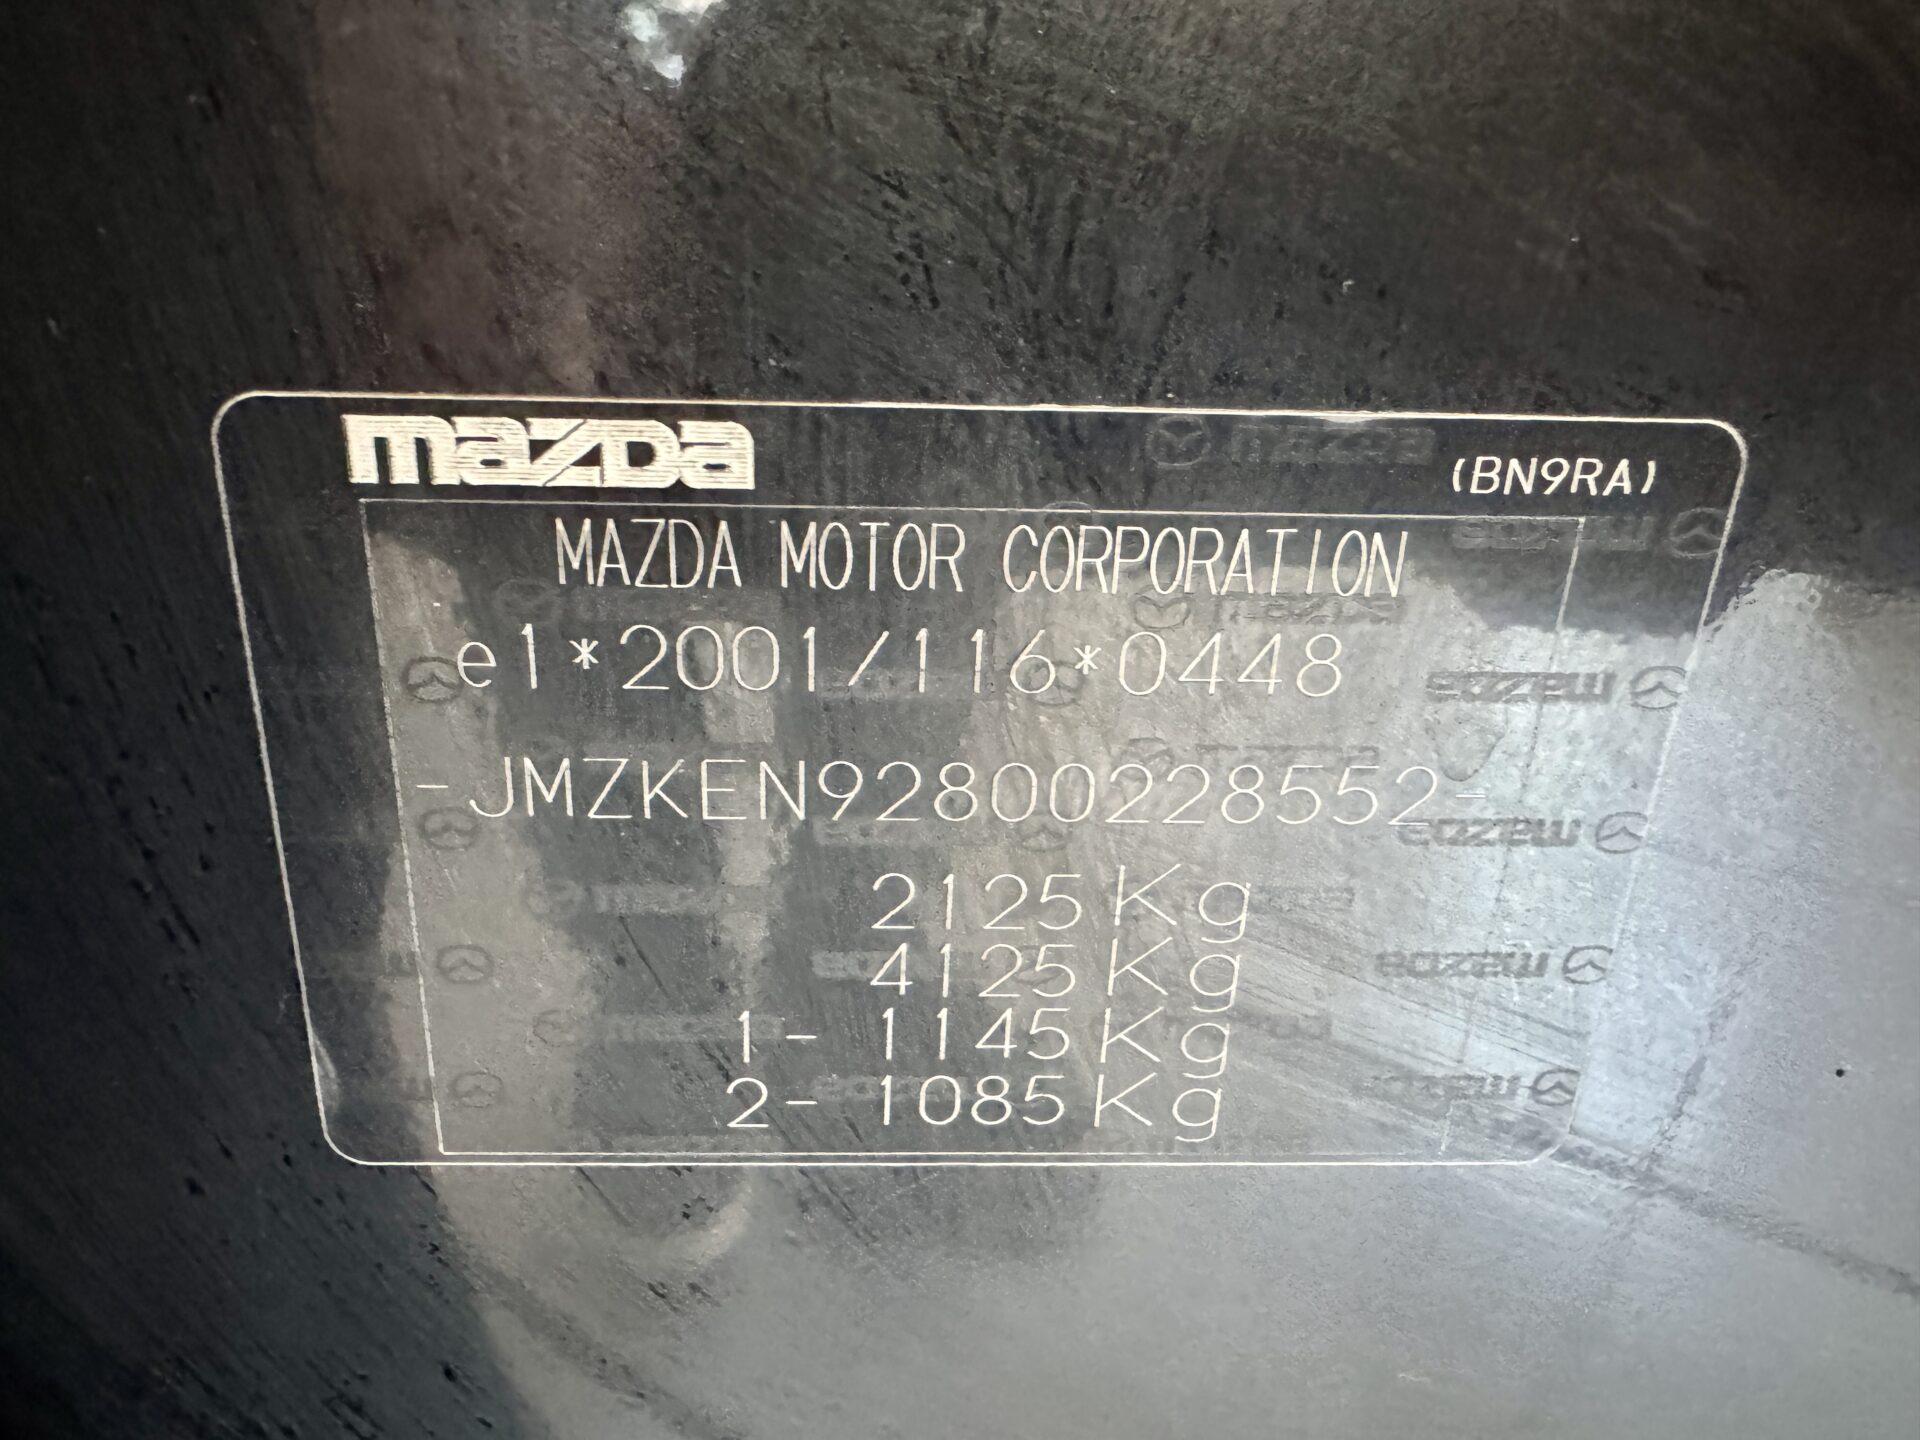 mazda
(BN9RA)
MAZDA MOTOR CORPORATION
e1*2001/116*0448
-JMZKEN92800228552-
2125Kg
4125Kg
1- 1145Kg
2- 1085Kg